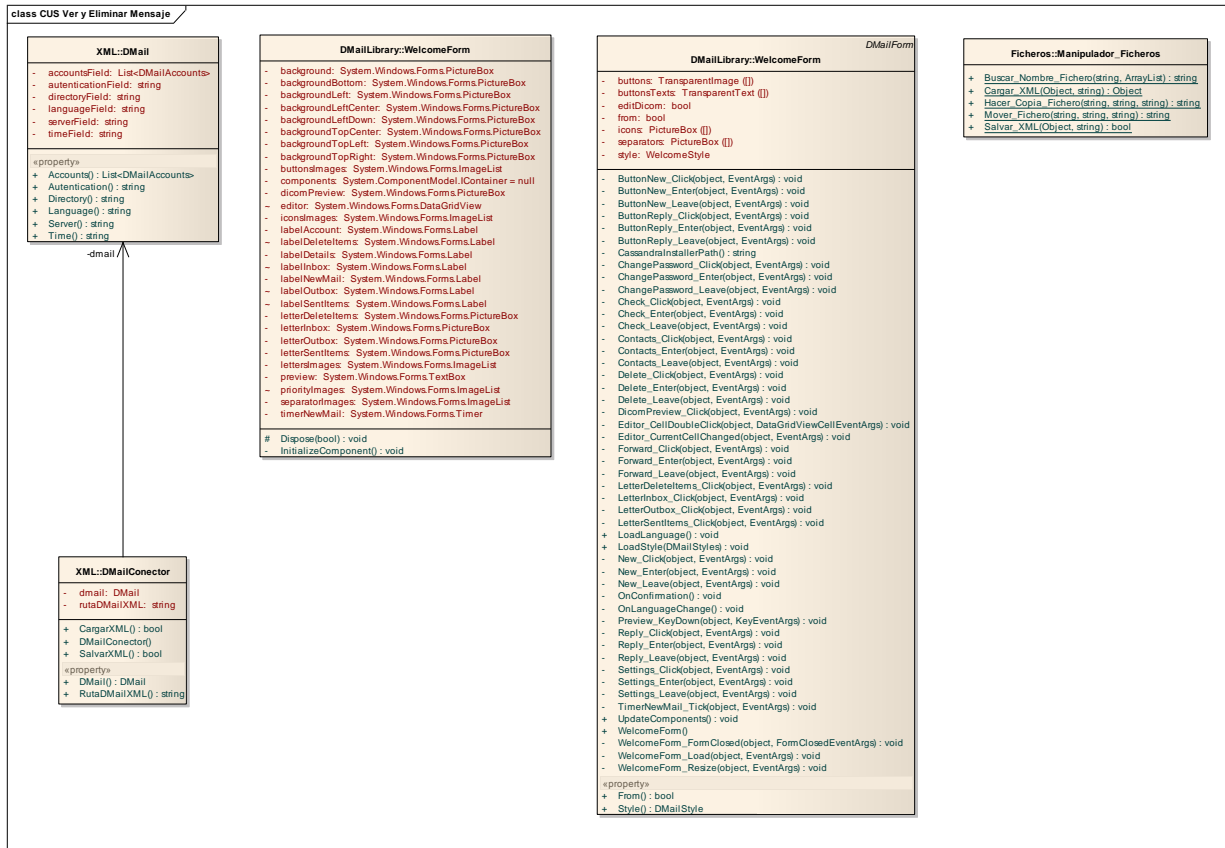 class CUS Ver y Eliminar Mensaje
XML::DMail
- accountsField: List<DMailAccounts>
- autenticationField: string
- directoryField: string
- languageField: string
- serverField: string
- timeField: string
«property»
+ Accounts() : List<DMailAccounts>
+ Autentication() : string
+ Directory() : string
+ Language() : string
+ Server() : string
+ Time() : string
-dmail
XML::DMailConector
- dmail: DMail
- rutaDMailXML: string
+ CargarXML() : bool
+ DMailConector()
+ SalvarXML() : bool
«property»
+ DMail() : DMail
+ RutaDMailXML() : string
DMailLibrary::WelcomeForm
- background: System.Windows.Forms.PictureBox
- backgroundBottom: System.Windows.Forms.PictureBox
- backgroundLeft: System.Windows.Forms.PictureBox
- backgroundLeftCenter: System.Windows.Forms.PictureBox
- backgroundLeftDown: System.Windows.Forms.PictureBox
- backgroundTopCenter: System.Windows.Forms.PictureBox
- backgroundTopLeft: System.Windows.Forms.PictureBox
- backgroundTopRight: System.Windows.Forms.PictureBox
- buttonsImages: System.Windows.Forms.ImageList
- components: System.ComponentModel.IContainer = null
- dicomPreview: System.Windows.Forms.PictureBox
~ editor: System.Windows.Forms.DataGridView
- iconsImages: System.Windows.Forms.ImageList
- labelAccount: System.Windows.Forms.Label
~ labelDeleteItems: System.Windows.Forms.Label
- labelDetails: System.Windows.Forms.Label
~ labelInbox: System.Windows.Forms.Label
- labelNewMail: System.Windows.Forms.Label
~ labelOutbox: System.Windows.Forms.Label
~ labelSentItems: System.Windows.Forms.Label
- letterDeleteItems: System.Windows.Forms.PictureBox
- letterInbox: System.Windows.Forms.PictureBox
- letterOutbox: System.Windows.Forms.PictureBox
- letterSentItems: System.Windows.Forms.PictureBox
- lettersImages: System.Windows.Forms.ImageList
- preview: System.Windows.Forms.TextBox
~ priorityImages: System.Windows.Forms.ImageList
- separatorImages: System.Windows.Forms.ImageList
- timerNewMail: System.Windows.Forms.Timer
# Dispose(bool) : void
- InitializeComponent() : void
DMailForm
DMailLibrary::WelcomeForm
- buttons: TransparentImage ([])
- buttonsTexts: TransparentText ([])
- editDicom: bool
- from: bool
- icons: PictureBox ([])
- separators: PictureBox ([])
- style: WelcomeStyle
- ButtonNew_Click(object, EventArgs) : void
- ButtonNew_Enter(object, EventArgs) : void
- ButtonNew_Leave(object, EventArgs) : void
- ButtonReply_Click(object, EventArgs) : void
- ButtonReply_Enter(object, EventArgs) : void
- ButtonReply_Leave(object, EventArgs) : void
- CassandraInstallerPath() : string
- ChangePassword_Click(object, EventArgs) : void
- ChangePassword_Enter(object, EventArgs) : void
- ChangePassword_Leave(object, EventArgs) : void
- Check_Click(object, EventArgs) : void
- Check_Enter(object, EventArgs) : void
- Check_Leave(object, EventArgs) : void
- Contacts_Click(object, EventArgs) : void
- Contacts_Enter(object, EventArgs) : void
- Contacts_Leave(object, EventArgs) : void
- Delete_Click(object, EventArgs) : void
- Delete_Enter(object, EventArgs) : void
- Delete_Leave(object, EventArgs) : void
- DicomPreview_Click(object, EventArgs) : void
- Editor_CellDoubleClick(object, DataGridViewCellEventArgs) : void
- Editor_CurrentCellChanged(object, EventArgs) : void
- Forward_Click(object, EventArgs) : void
- Forward_Enter(object, EventArgs) : void
- Forward_Leave(object, EventArgs) : void
- LetterDeleteItems_Click(object, EventArgs) : void
- LetterInbox_Click(object, EventArgs) : void
- LetterOutbox_Click(object, EventArgs) : void
- LetterSentItems_Click(object, EventArgs) : void
+ LoadLanguage() : void
+ LoadStyle(DMailStyles) : void
- New_Click(object, EventArgs) : void
- New_Enter(object, EventArgs) : void
- New_Leave(object, EventArgs) : void
- OnConfirmation() : void
- OnLanguageChange() : void
- Preview_KeyDown(object, KeyEventArgs) : void
- Reply_Click(object, EventArgs) : void
- Reply_Enter(object, EventArgs) : void
- Reply_Leave(object, EventArgs) : void
- Settings_Click(object, EventArgs) : void
- Settings_Enter(object, EventArgs) : void
- Settings_Leave(object, EventArgs) : void
- TimerNewMail_Tick(object, EventArgs) : void
+ UpdateComponents() : void
+ WelcomeForm()
- WelcomeForm_FormClosed(object, FormClosedEventArgs) : void
- WelcomeForm_Load(object, EventArgs) : void
- WelcomeForm_Resize(object, EventArgs) : void
«property»
+ From() : bool
+ Style() : DMailStyle
Ficheros::Manipulador_Ficheros
+ Buscar_Nombre_Fichero(string, ArrayList) : string
+ Cargar_XML(Object, string) : Object
+ Hacer_Copia_Fichero(string, string, string) : string
+ Mover_Fichero(string, string, string) : string
+ Salvar_XML(Object, string) : bool